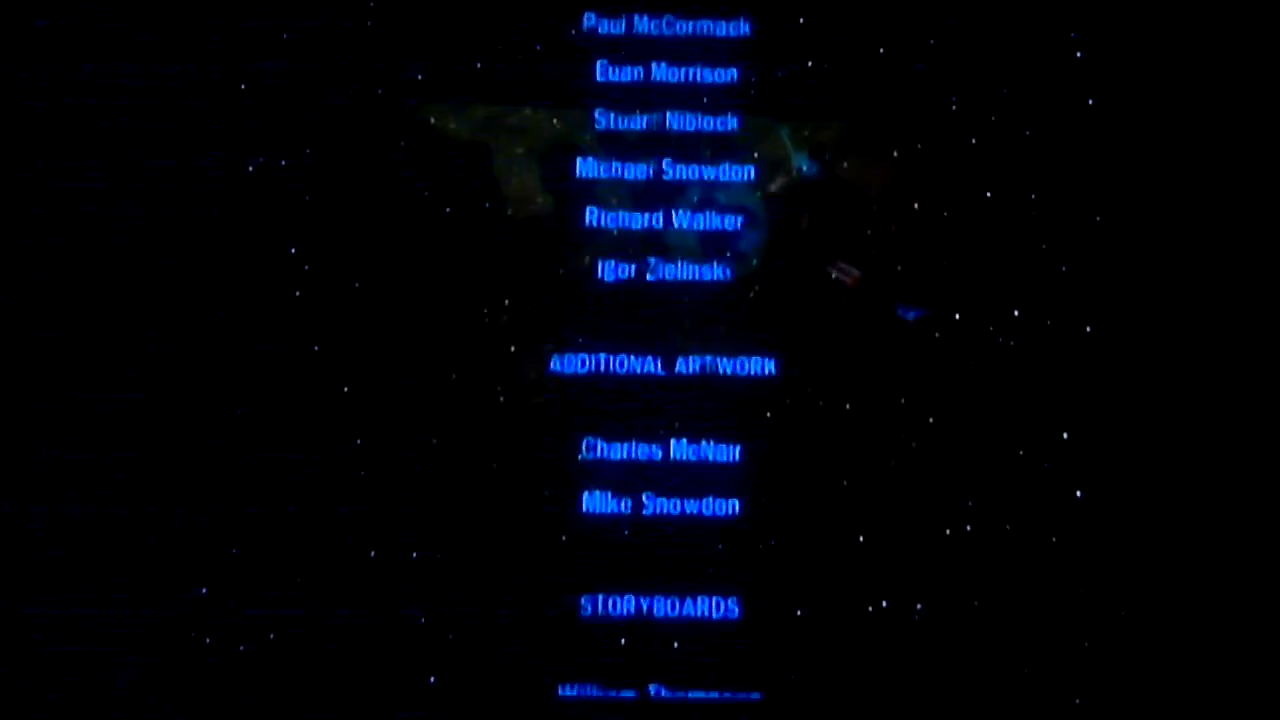 Paul McCormack
Euan Morrison
Stuart Niblock
Michael Snowdon
Richard Walker
Igor Zielinski
ADDITIONAL ARTWORK
Charles McNair
Mike Snowdon
STORYBOARDS
William